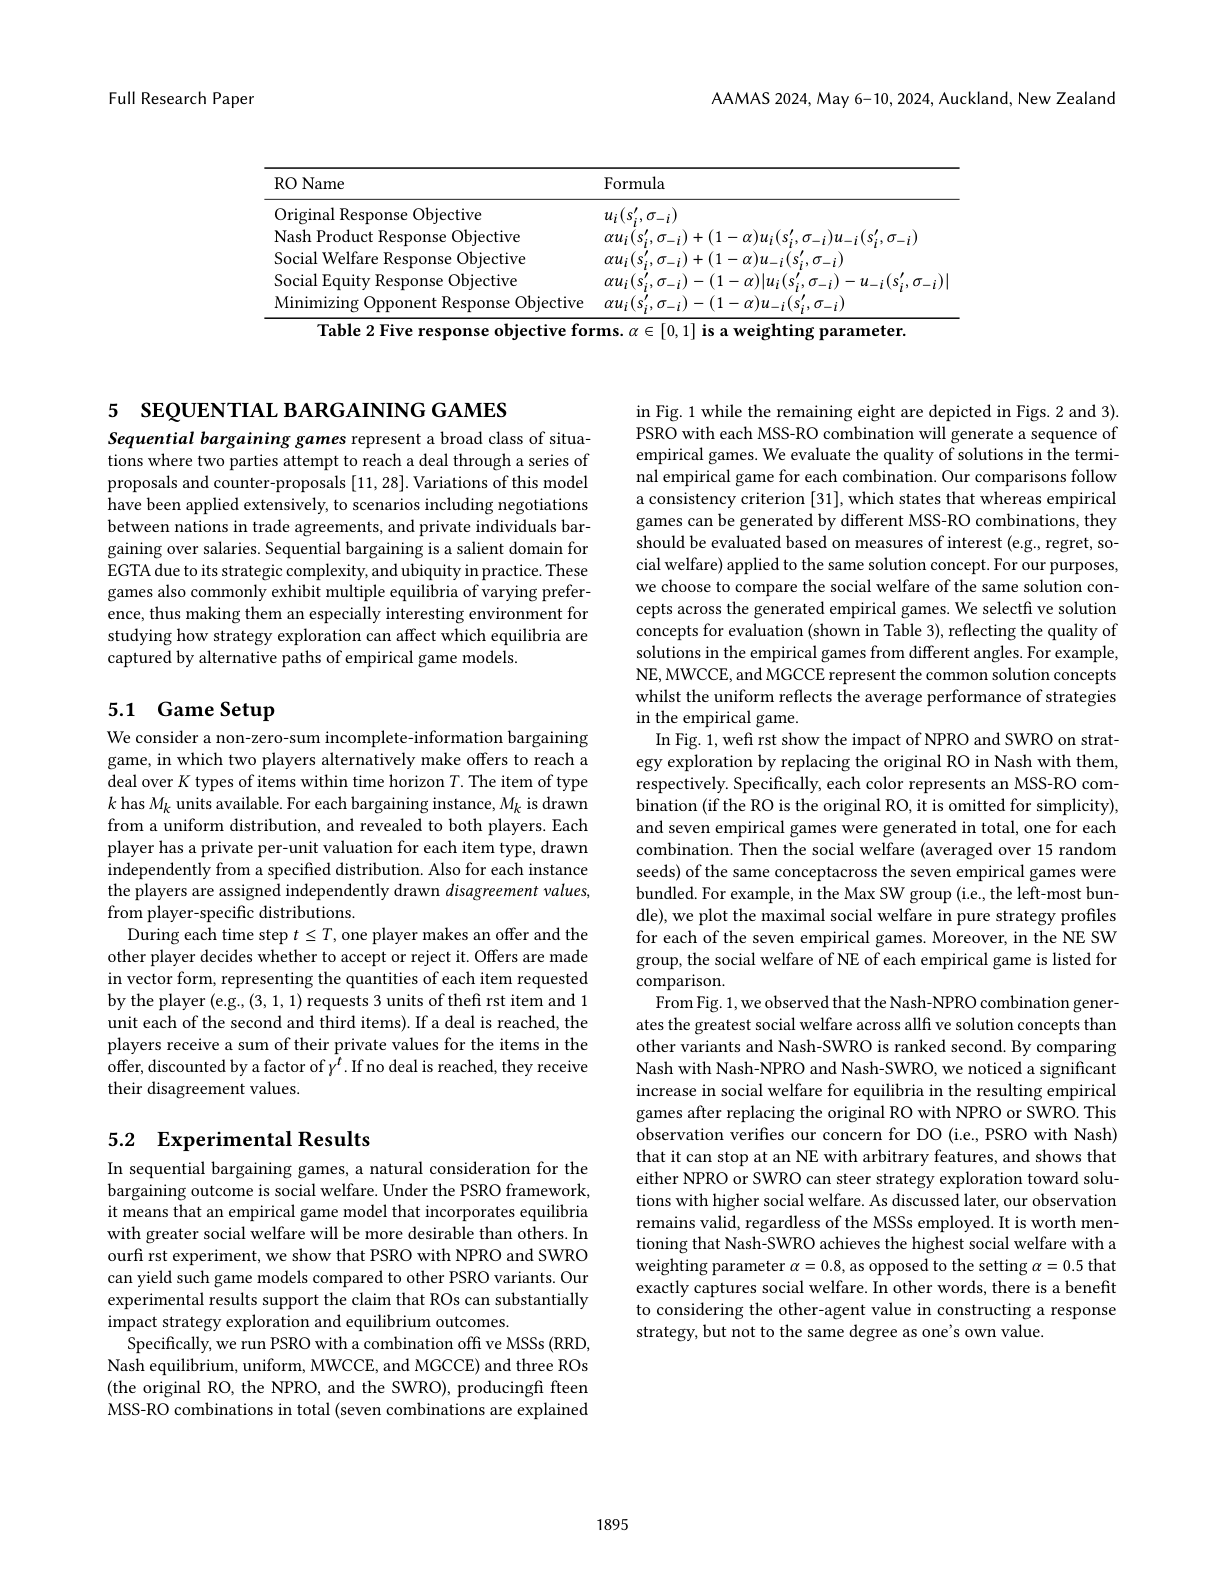 Full Research Paper
AAMAS 2024, May 6–10, 2024, Auckland, New Zealand
RO Name Formula
Original Response Objective u_i(s′_i, σ_{−i})
Nash Product Response Objective αu_i(s′_i, σ_{−i}) + (1 − α)u_i(s′_i, σ_{−i})u_{−i}(s′_i, σ_{−i})
Social Welfare Response Objective αu_i(s′_i, σ_{−i}) + (1 − α)u_{−i}(s′_i, σ_{−i})
Social Equity Response Objective αu_i(s′_i, σ_{−i}) − (1 − α)|u_i(s′_i, σ_{−i}) − u_{−i}(s′_i, σ_{−i})|
Minimizing Opponent Response Objective αu_i(s′_i, σ_{−i}) − (1 − α)u_{−i}(s′_i, σ_{−i})
Table 2 Five response objective forms. α ∈ [0, 1] is a weighting parameter.
5 SEQUENTIAL BARGAINING GAMES
Sequential bargaining games represent a broad class of situa-
tions where two parties attempt to reach a deal through a series of
proposals and counter-proposals [11, 28]. Variations of this model
have been applied extensively, to scenarios including negotiations
between nations in trade agreements, and private individuals bar-
gaining over salaries. Sequential bargaining is a salient domain for
EGTA due to its strategic complexity, and ubiquity in practice. These
games also commonly exhibit multiple equilibria of varying prefer-
ence, thus making them an especially interesting environment for
studying how strategy exploration can affect which equilibria are
captured by alternative paths of empirical game models.
5.1 Game Setup
We consider a non-zero-sum incomplete-information bargaining
game, in which two players alternatively make offers to reach a
deal over K types of items within time horizon T. The item of type
k has M_k units available. For each bargaining instance, M_k is drawn
from a uniform distribution, and revealed to both players. Each
player has a private per-unit valuation for each item type, drawn
independently from a specified distribution. Also for each instance
the players are assigned independently drawn disagreement values,
from player-specific distributions.
During each time step t ≤ T, one player makes an offer and the
other player decides whether to accept or reject it. Offers are made
in vector form, representing the quantities of each item requested
by the player (e.g., (3, 1, 1) requests 3 units of thefi rst item and 1
unit each of the second and third items). If a deal is reached, the
players receive a sum of their private values for the items in the
offer, discounted by a factor of γ^t. If no deal is reached, they receive
their disagreement values.
5.2 Experimental Results
In sequential bargaining games, a natural consideration for the
bargaining outcome is social welfare. Under the PSRO framework,
it means that an empirical game model that incorporates equilibria
with greater social welfare will be more desirable than others. In
ourfi rst experiment, we show that PSRO with NPRO and SWRO
can yield such game models compared to other PSRO variants. Our
experimental results support the claim that ROs can substantially
impact strategy exploration and equilibrium outcomes.
Specifically, we run PSRO with a combination offi ve MSSs (RRD,
Nash equilibrium, uniform, MWCCE, and MGCCE) and three ROs
(the original RO, the NPRO, and the SWRO), producingfi fteen
MSS-RO combinations in total (seven combinations are explained
in Fig. 1 while the remaining eight are depicted in Figs. 2 and 3).
PSRO with each MSS-RO combination will generate a sequence of
empirical games. We evaluate the quality of solutions in the termi-
nal empirical game for each combination. Our comparisons follow
a consistency criterion [31], which states that whereas empirical
games can be generated by different MSS-RO combinations, they
should be evaluated based on measures of interest (e.g., regret, so-
cial welfare) applied to the same solution concept. For our purposes,
we choose to compare the social welfare of the same solution con-
cepts across the generated empirical games. We selectfi ve solution
concepts for evaluation (shown in Table 3), reflecting the quality of
solutions in the empirical games from different angles. For example,
NE, MWCCE, and MGCCE represent the common solution concepts
whilst the uniform reflects the average performance of strategies
in the empirical game.
In Fig. 1, wefi rst show the impact of NPRO and SWRO on strat-
egy exploration by replacing the original RO in Nash with them,
respectively. Specifically, each color represents an MSS-RO com-
bination (if the RO is the original RO, it is omitted for simplicity),
and seven empirical games were generated in total, one for each
combination. Then the social welfare (averaged over 15 random
seeds) of the same conceptacross the seven empirical games were
bundled. For example, in the Max SW group (i.e., the left-most bun-
dle), we plot the maximal social welfare in pure strategy profiles
for each of the seven empirical games. Moreover, in the NE SW
group, the social welfare of NE of each empirical game is listed for
comparison.
From Fig. 1, we observed that the Nash-NPRO combination gener-
ates the greatest social welfare across allfi ve solution concepts than
other variants and Nash-SWRO is ranked second. By comparing
Nash with Nash-NPRO and Nash-SWRO, we noticed a significant
increase in social welfare for equilibria in the resulting empirical
games after replacing the original RO with NPRO or SWRO. This
observation verifies our concern for DO (i.e., PSRO with Nash)
that it can stop at an NE with arbitrary features, and shows that
either NPRO or SWRO can steer strategy exploration toward solu-
tions with higher social welfare. As discussed later, our observation
remains valid, regardless of the MSSs employed. It is worth men-
tioning that Nash-SWRO achieves the highest social welfare with a
weighting parameter α = 0.8, as opposed to the setting α = 0.5 that
exactly captures social welfare. In other words, there is a benefit
to considering the other-agent value in constructing a response
strategy, but not to the same degree as one's own value.
1895